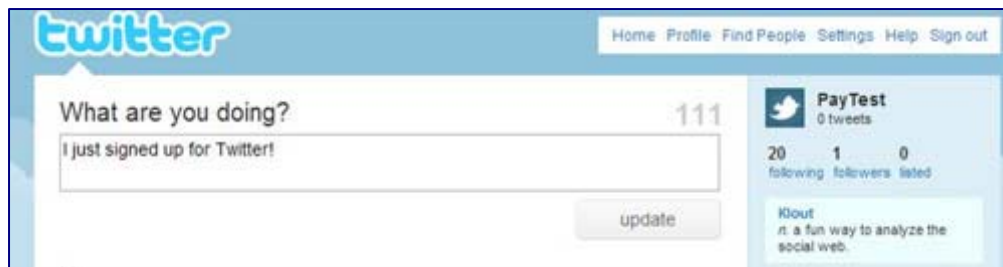 twitter
Home Profile Find People Settings Help Sign out
What are you doing?
111
I just signed up for Twitter!
update
PayTest
0 tweets
20 1 0
following followers listed
Klout
n. a fun way to analyze the
social web.